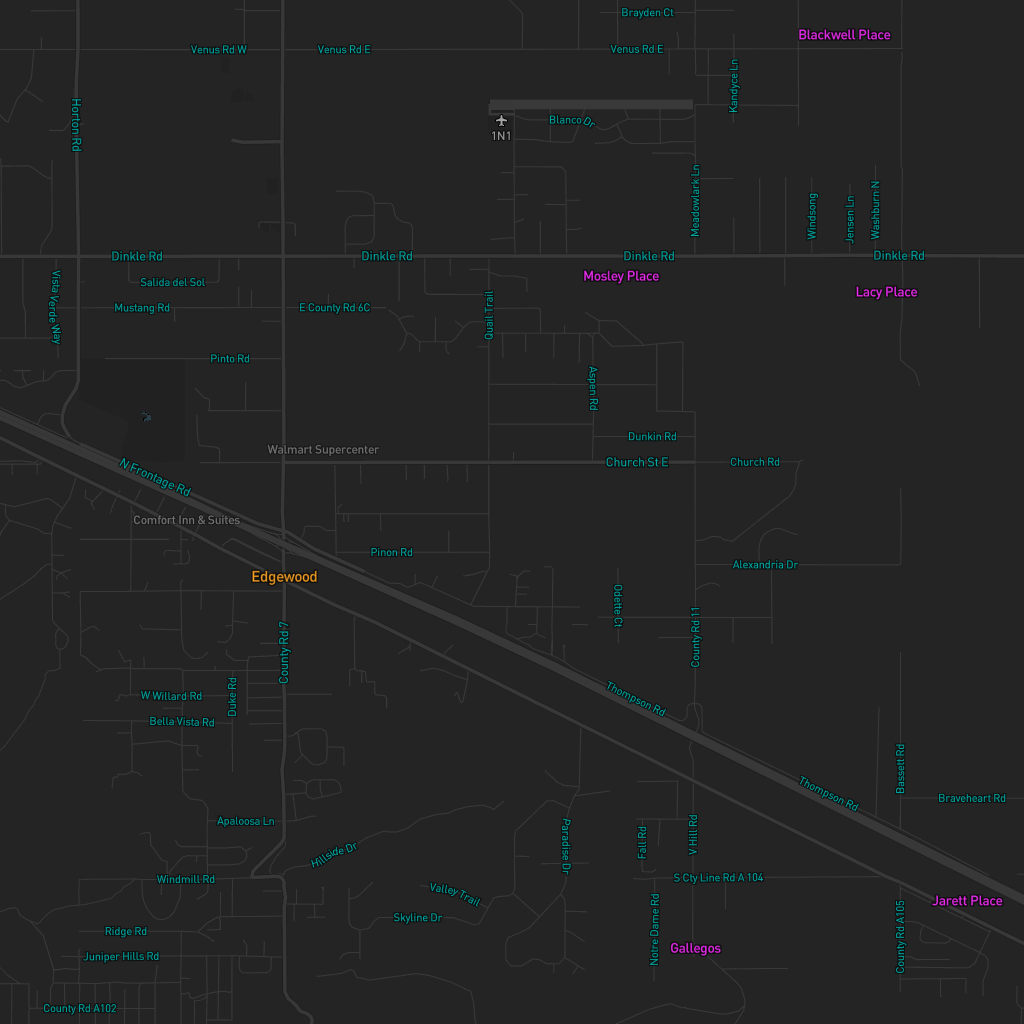 Brayden Ct
Blackwell Place
Venus Rd W
Venus Rd E
Venus Rd E
Kandyce Ln
Horton Rd
Blanco Dr
1N1
Meadowlark Ln
Windsong
Jensen Ln
Washburn N
Dinkle Rd
Dinkle Rd
Dinkle Rd
Dinkle Rd
Mosley Place
Salida del Sol
Lacy Place
Vista Verde Way
Mustang Rd
E County Rd 6C
Quail Trail
Pinto Rd
Aspen Rd
Dunkin Rd
Walmart Supercenter
Church St E
Church Rd
N Frontage Rd
Comfort Inn & Suites
Pinon Rd
Alexandria Dr
Edgewood
Odette Ct
County Rd 11
County Rd 7
W Willard Rd
Duke Rd
Thompson Rd
Bella Vista Rd
Bassett Rd
Thompson Rd
Braveheart Rd
Apaloosa Ln
Hillside Dr
Paradise Dr
Fall Rd
V Hill Rd
Windmill Rd
S Cty Line Rd A 104
Valley Trail
Jarett Place
Skyline Dr
Notre Dame Rd
County Rd A105
Ridge Rd
Gallegos
Juniper Hills Rd
County Rd A102